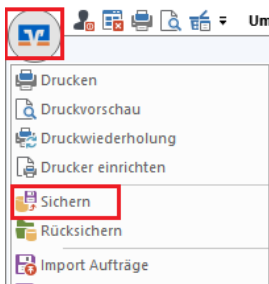 Um
Drucken
Druckvorschau
Druckwiederholung
Drucker einrichten
Sichern
Rücksichern
Import Aufträge